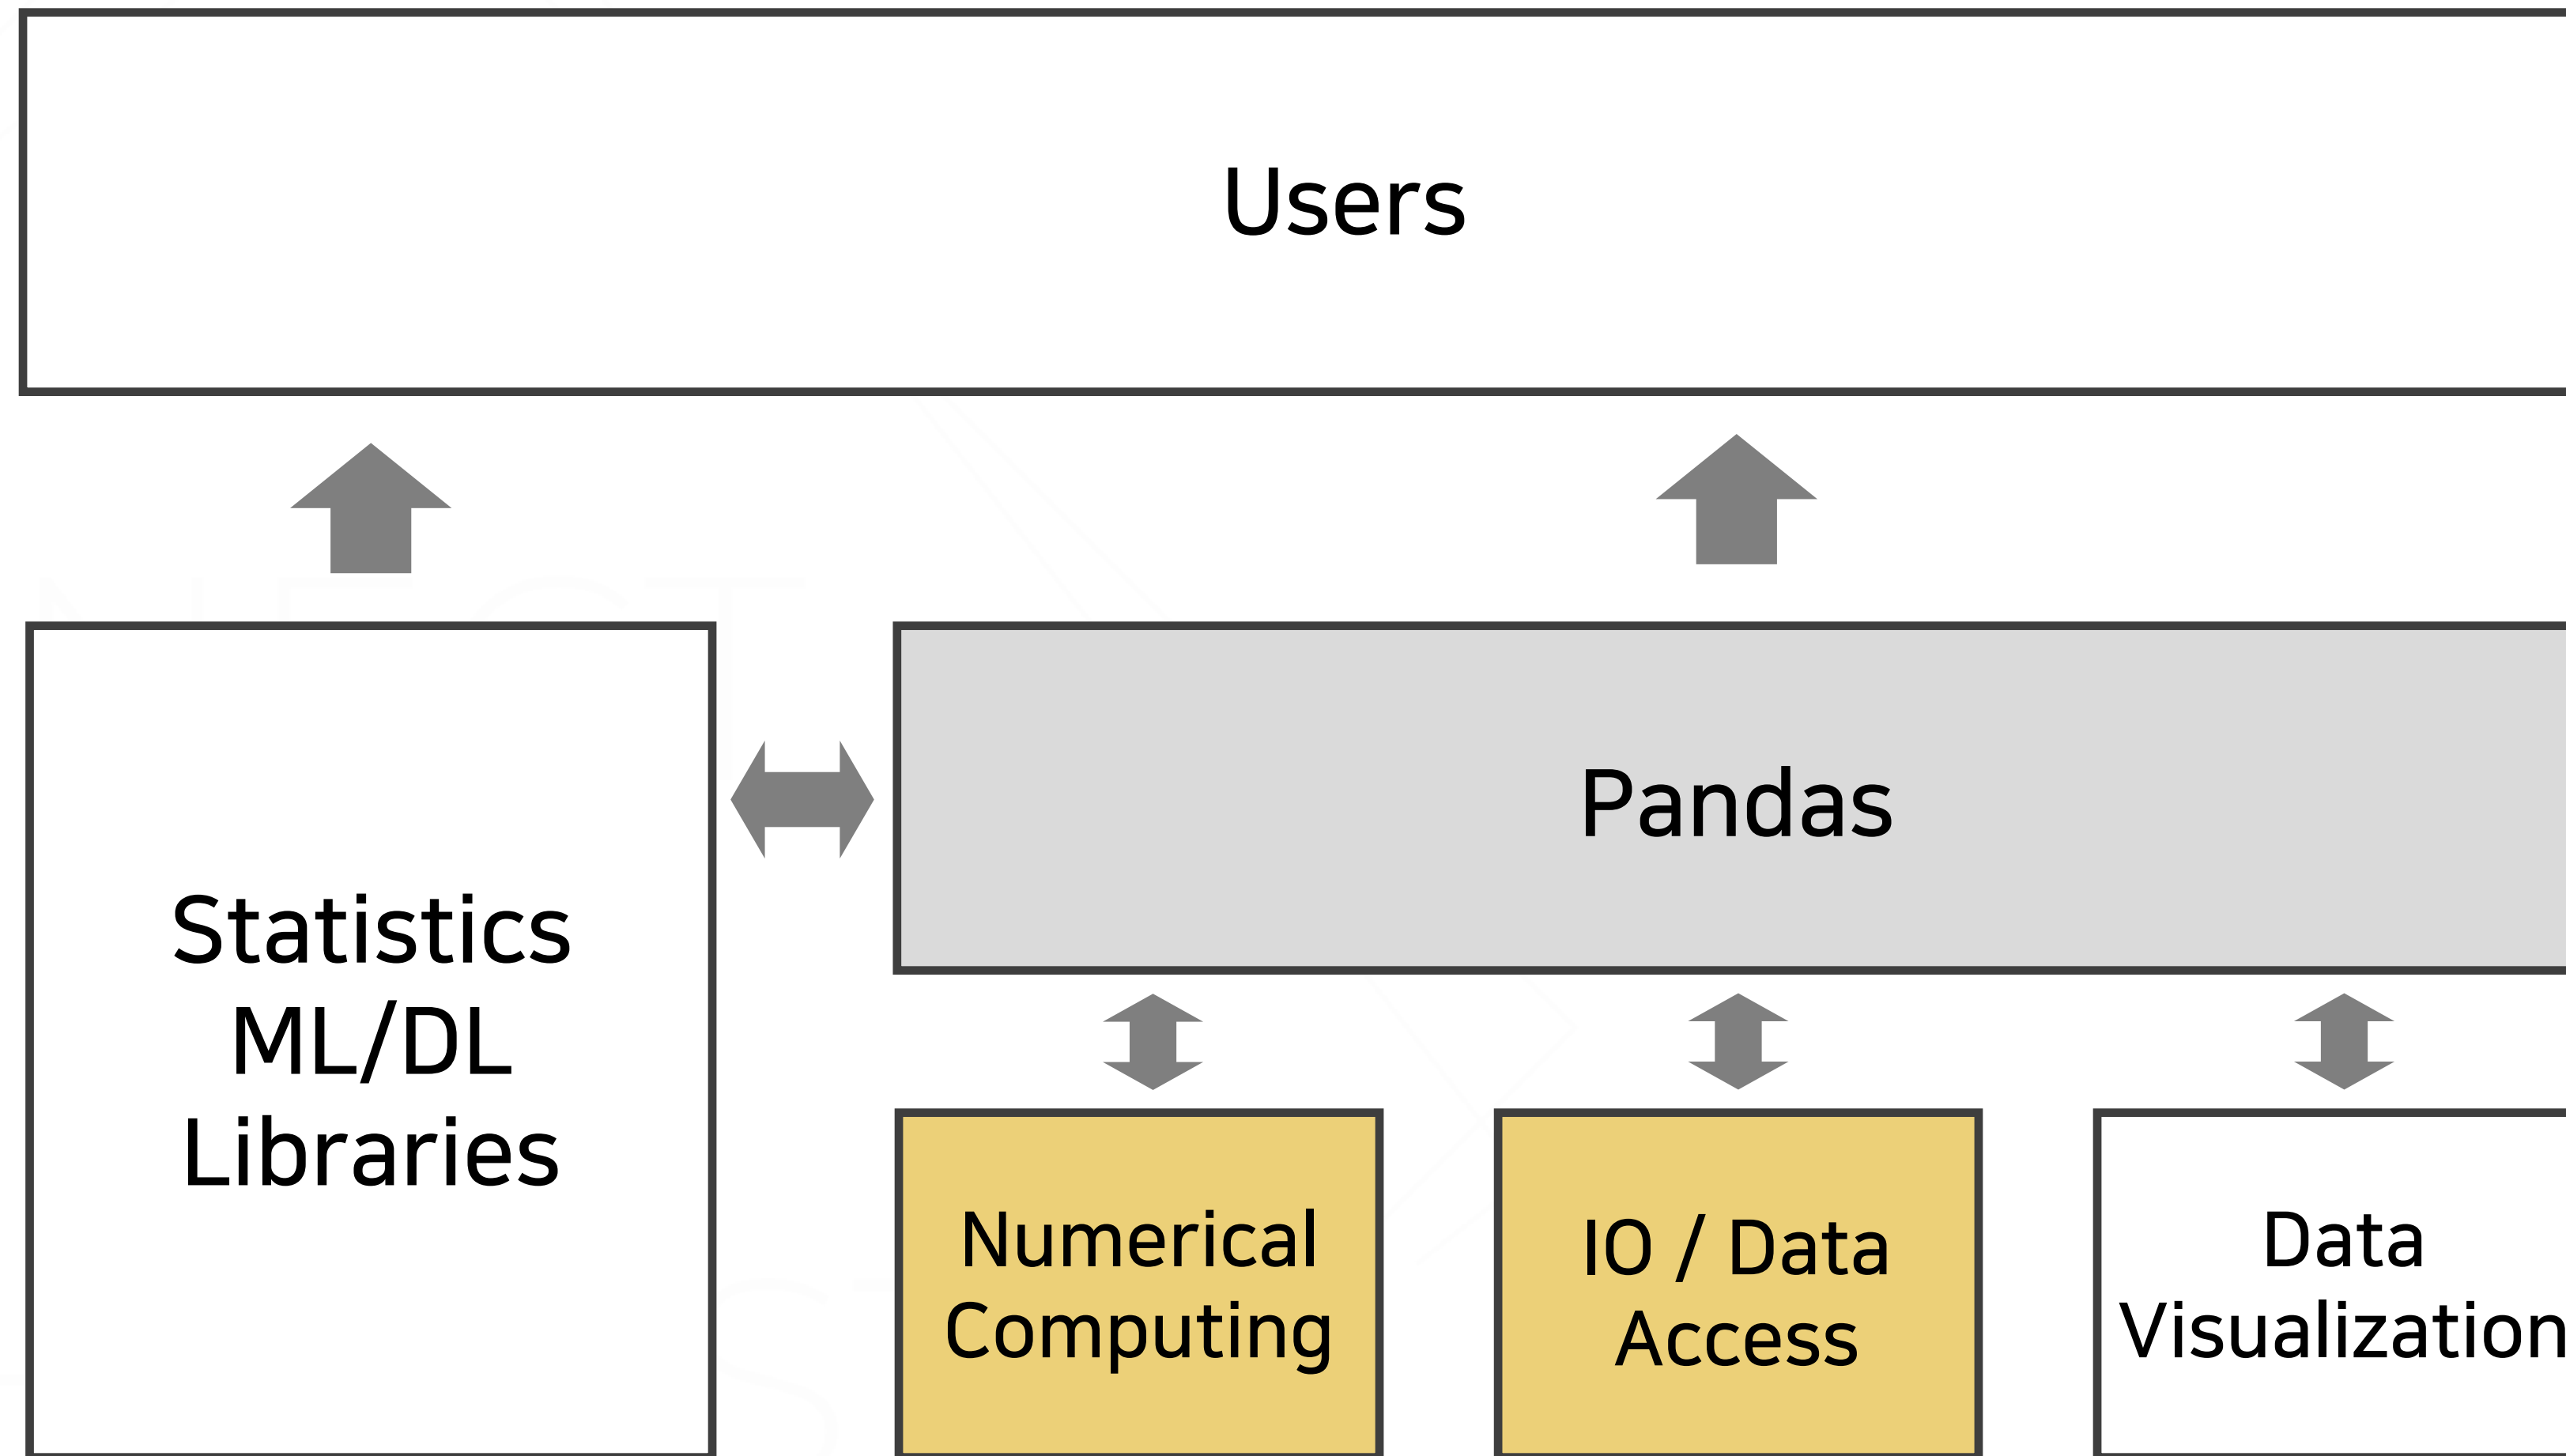 Users
Pandas
Statistics
ML/DL
Libraries
Numerical
Computing
IO / Data
Access
Data
Visualization